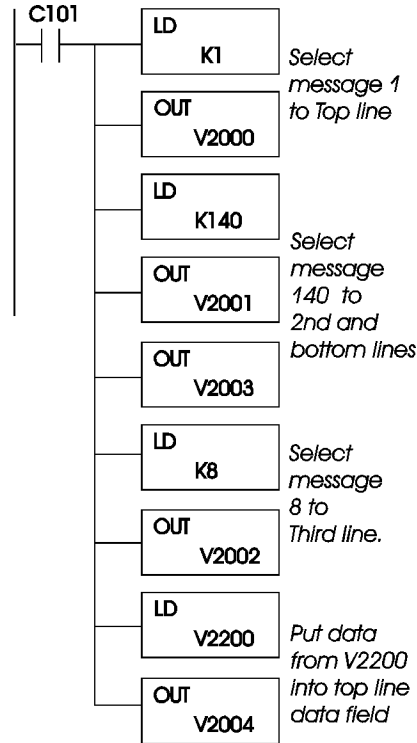 C101
LD
K1
Select
message 1
to Top line
OUT
V2000
LD
K140
Select
message
140 to
2nd and
bottom lines
OUT
V2001
OUT
V2003
LD
K8
Select
message
8 to
Third line.
OUT
V2002
LD
V2200
Put data
from V2200
into top line
data field
OUT
V2004